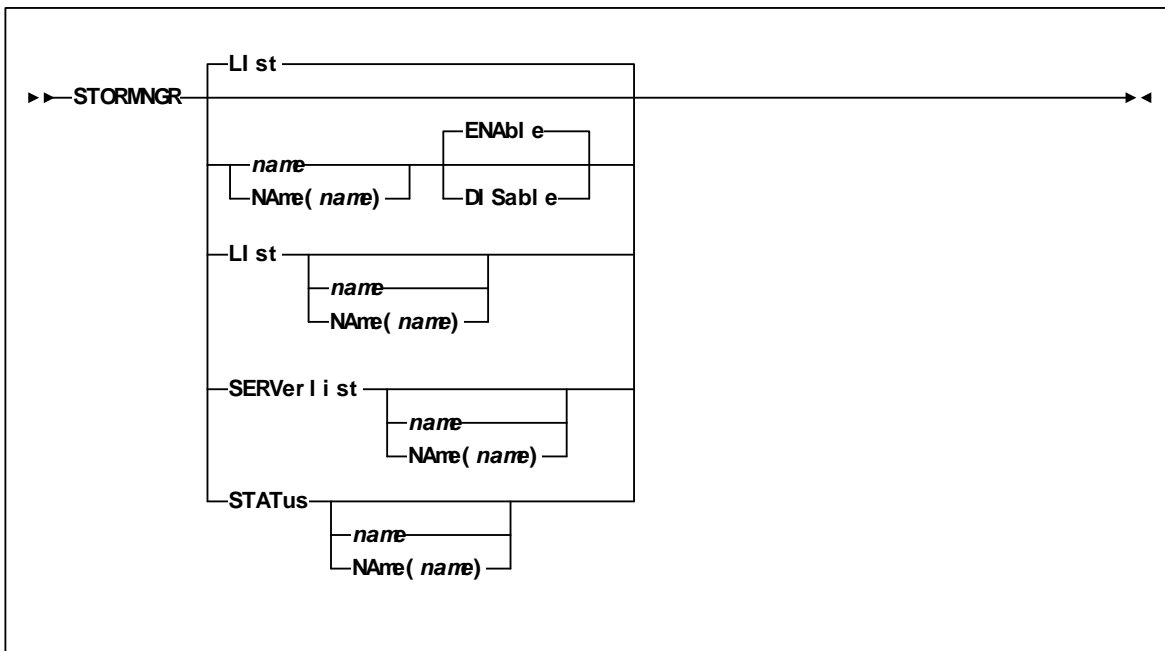 LIst
STORMNGR
ENAble
name
NAme(name)
DISable
LIst
name
NAme(name)
SERVerlist
name
NAme(name)
STATus
name
NAme(name)